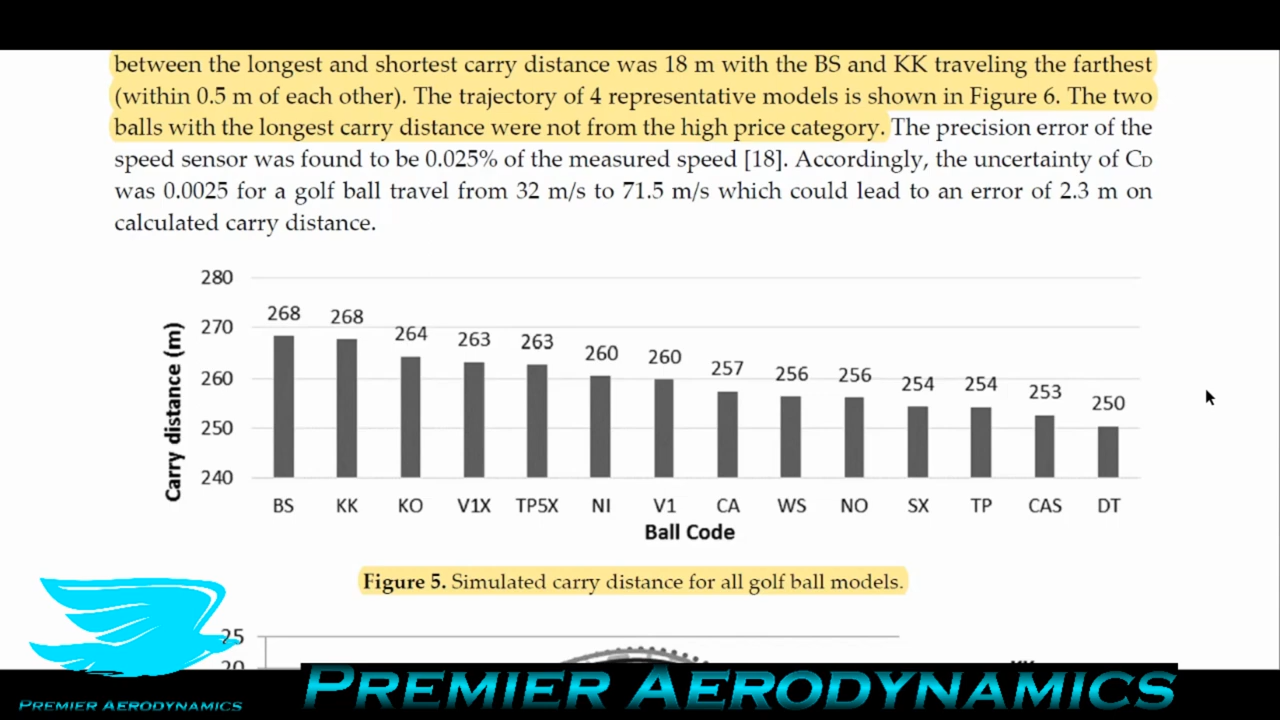 between the longest and shortest carry distance was 18 m with the BS and KK traveling the farthest
(within 0.5 m of each other). The trajectory of 4 representative models is shown in Figure 6. The two
balls with the longest carry distance were not from the high price category. The precision error of the
speed sensor was found to be 0.025% of the measured speed [18]. Accordingly, the uncertainty of CD
was 0.0025 for a golf ball travel from 32 m/s to 71.5 m/s which could lead to an error of 2.3 m on
calculated carry distance.
280
270
260
250
240
Carry distance (m)
268 268 264 263 263 260 260 257 256 256 254 254 253 250
BS KK KO V1X TP5X NI V1 CA WS NO SX TP CAS DT
Ball Code
Figure 5. Simulated carry distance for all golf ball models.
25
PREMIER AERODYNAMICS
PREMIER AERODYNAMICS